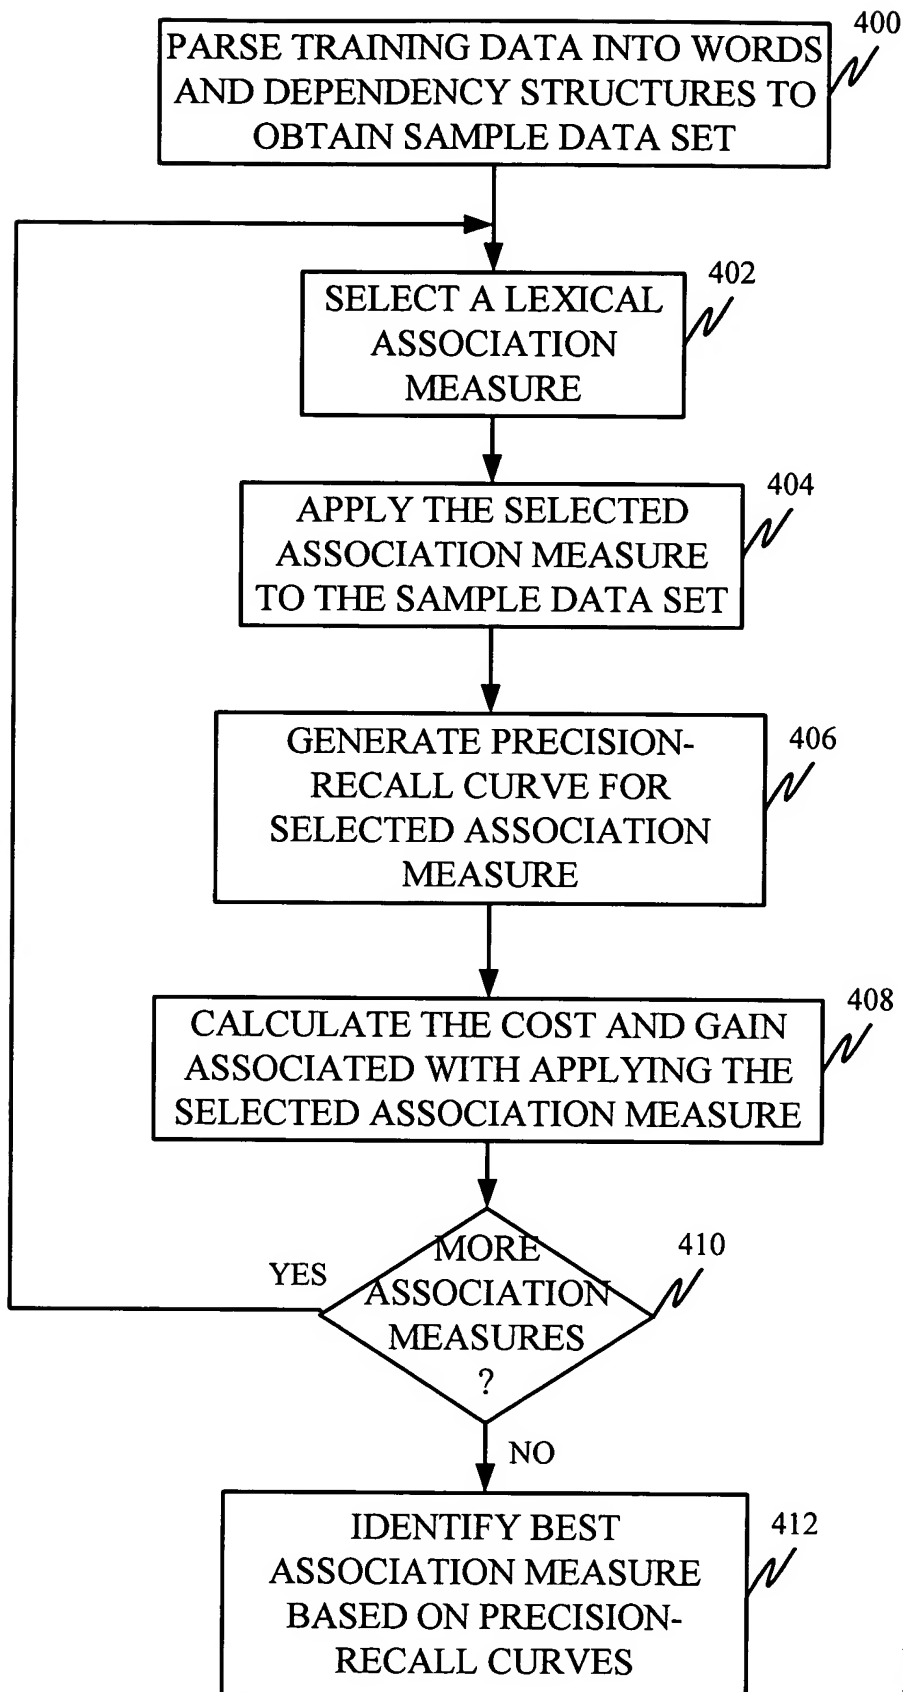 400
PARSE TRAINING DATA INTO WORDS
AND DEPENDENCY STRUCTURES TO
OBTAIN SAMPLE DATA SET
402
SELECT A LEXICAL
ASSOCIATION
MEASURE
404
APPLY THE SELECTED
ASSOCIATION MEASURE
TO THE SAMPLE DATA SET
406
GENERATE PRECISION-
RECALL CURVE FOR
SELECTED ASSOCIATION
MEASURE
408
CALCULATE THE COST AND GAIN
ASSOCIATED WITH APPLYING THE
SELECTED ASSOCIATION MEASURE
410
YES
MORE
ASSOCIATION
MEASURES
?
NO
412
IDENTIFY BEST
ASSOCIATION MEASURE
BASED ON PRECISION-
RECALL CURVES